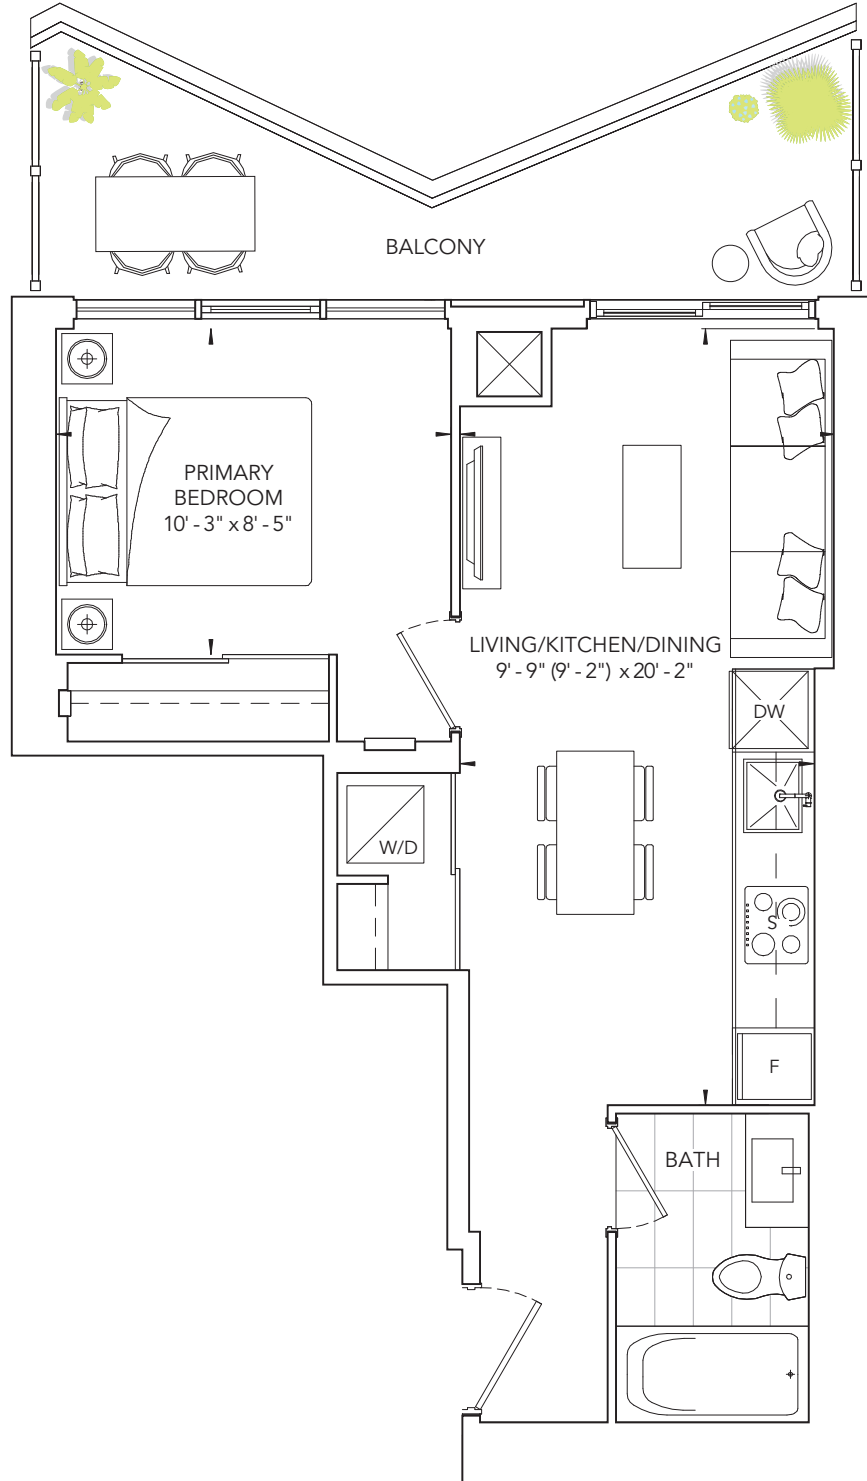 BALCONY
PRIMARY
BEDROOM
10' - 3" x 8' - 5"
LIVING/KITCHEN/DINING
9' - 9" (9' - 2") x 20' - 2"
DW
W/D
S
F
BATH